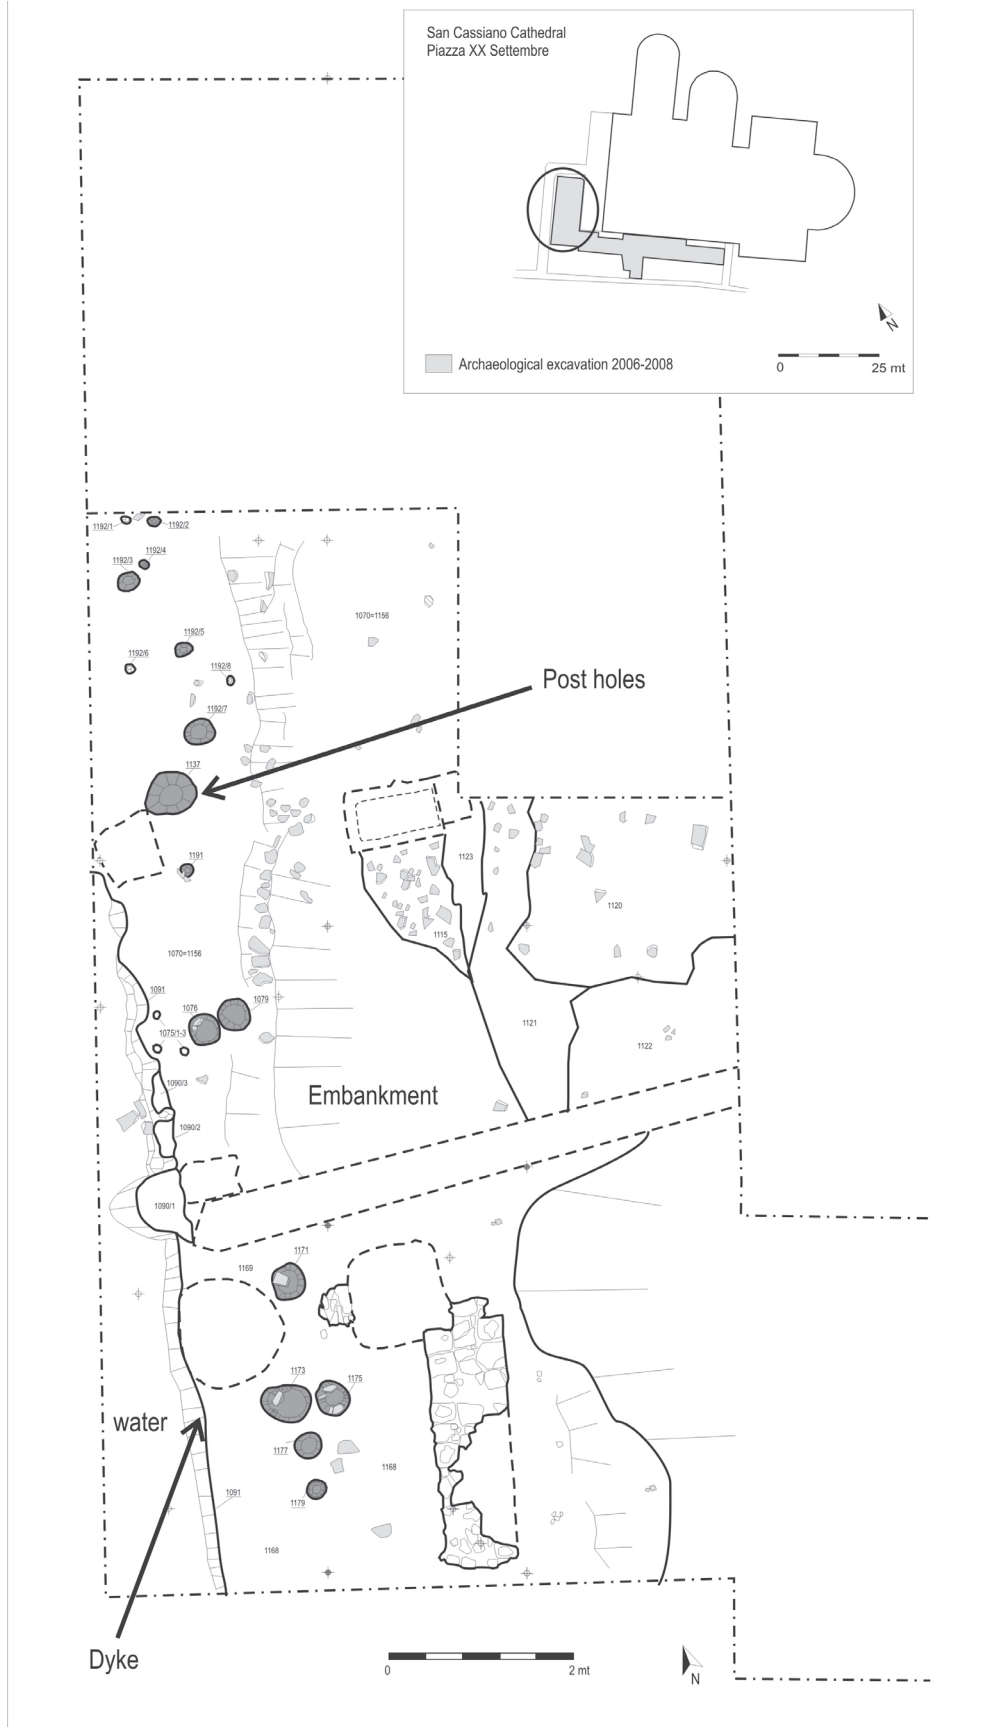 San Cassiano Cathedral
Piazza XX Settembre
N
Archaeological excavation 2006-2008
0 25 mt
1192/1 1192/2
1192/4
1192/3
1070=1156
1192/5
1192/6
1192/8
Post holes
1192/7
1137
1191
1123
1120
1115
1070=1156
1091
1076 1079
1075/1-3
1121
1122
1090/3
Embankment
1090/2
1090/1
1171
1169
1173
1175
water
1177
1168
1179
1091
1168
Dyke
0 2 mt
N